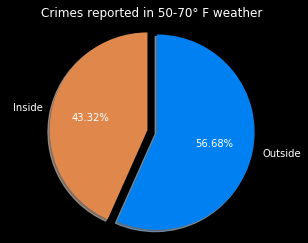 Crimes reported in 50-70° F weather
Inside
43.32%
56.68%
Outside